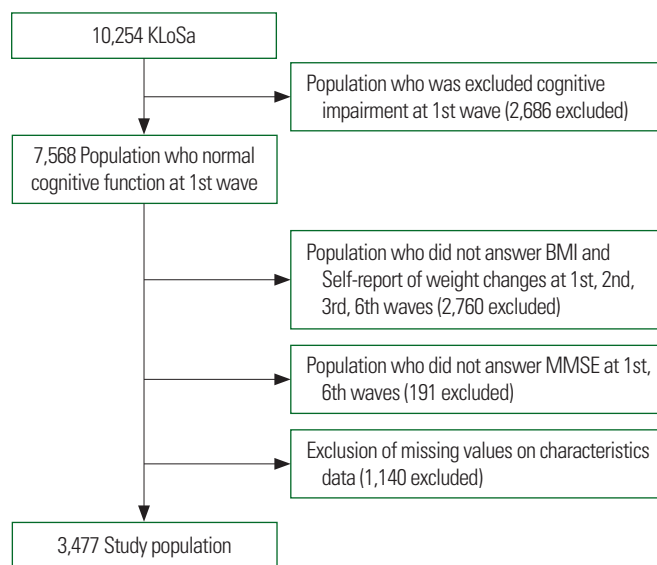 10,254 KLoSa
Population who was excluded cognitive
impairment at 1st wave (2,686 excluded)
7,568 Population who normal
cognitive function at 1st wave
Population who did not answer BMI and
Self-report of weight changes at 1st, 2nd,
3rd, 6th waves (2,760 excluded)
Population who did not answer MMSE at 1st,
6th waves (191 excluded)
Exclusion of missing values on characteristics
data (1,140 excluded)
3,477 Study population